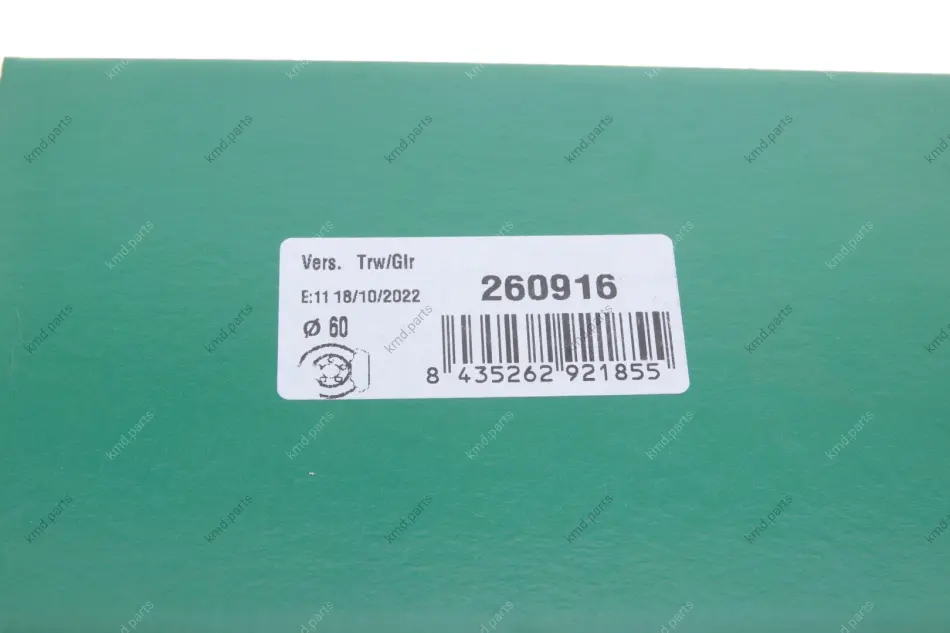 Vers. Trw/Glr
260916
E:11 18/10/2022
Ø 60
8 435262 921855
kmd.parts